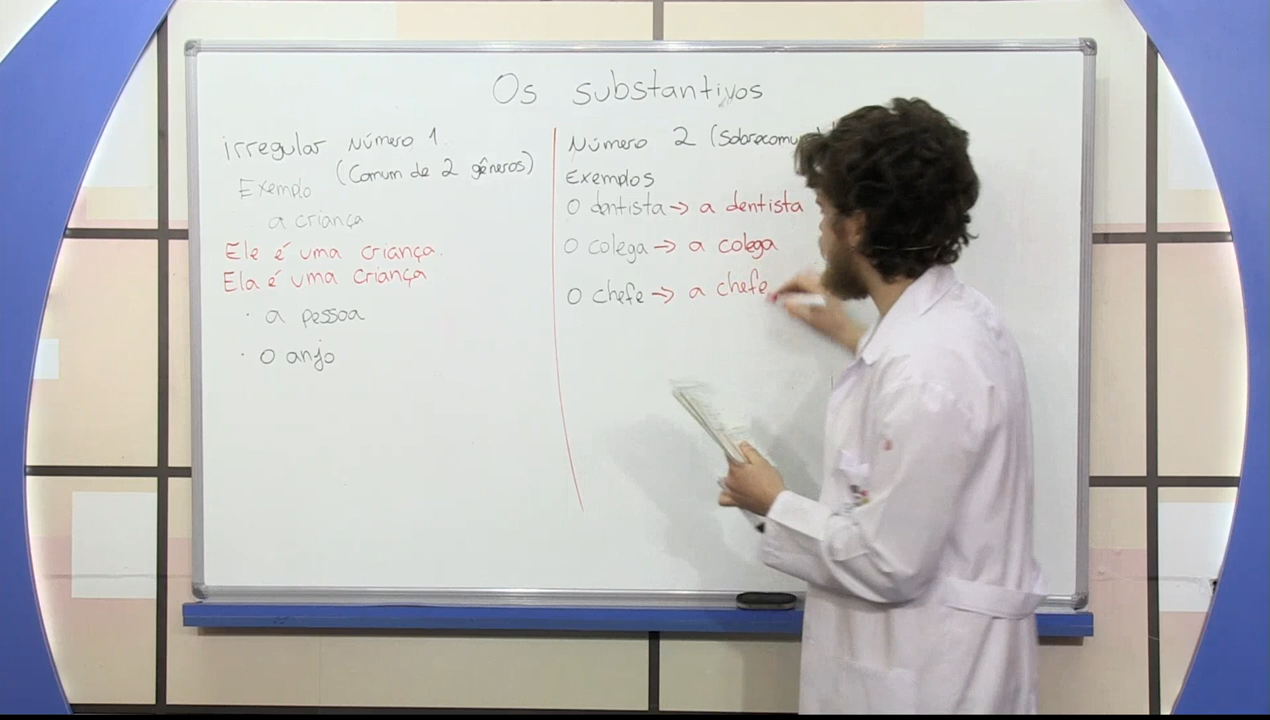 Os substantivos
irregular Número 1.
(Comum de 2 gêneros)
Exemplo
a criança
Ele é uma criança.
Ela é uma criança
· a pessoa
· o anjo
Número 2
Exemplos
O dentista → a dentista
O colega → a colega
O chefe → a chefe